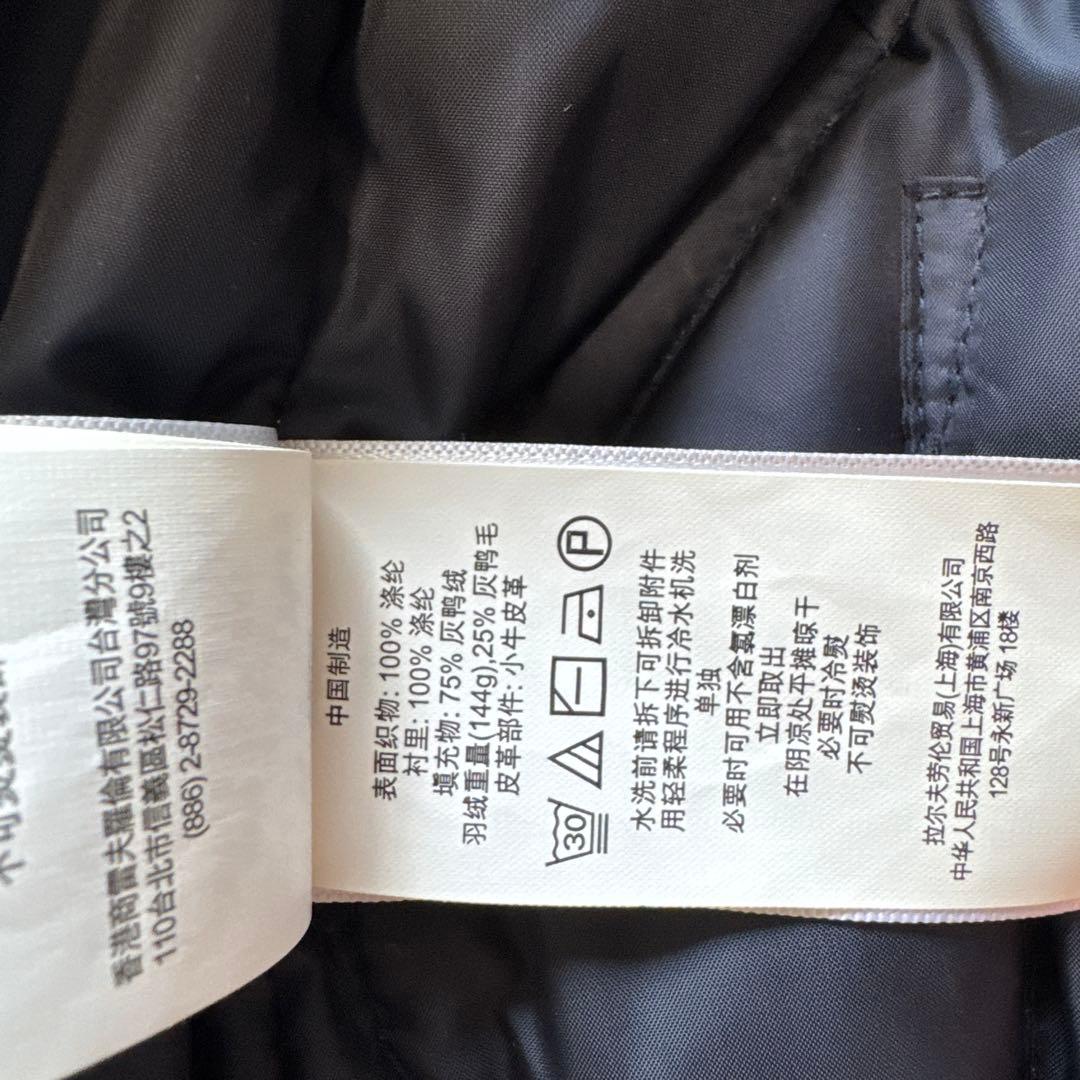 香港商雷夫羅倫有限公司台灣分公司
110台北市信義區松仁路97號9樓之2
(886) 2-8729-2288
中国制造
表面织物: 100% 涤纶
衬里: 100% 涤纶
填充物: 75% 灰鸭绒
羽绒重量(144g),25% 灰鸭毛
皮革部件: 小牛皮革
30
P
水洗前请拆下可拆卸附件
用轻柔程序进行冷水机洗
单独
必要时可用不含氯漂白剂
立即取出
在阴凉处平摊晾干
必要时冷熨
不可熨烫装饰
拉尔夫劳伦贸易(上海)有限公司
中华人民共和国上海市黄浦区南京西路
128号永新广场 18楼